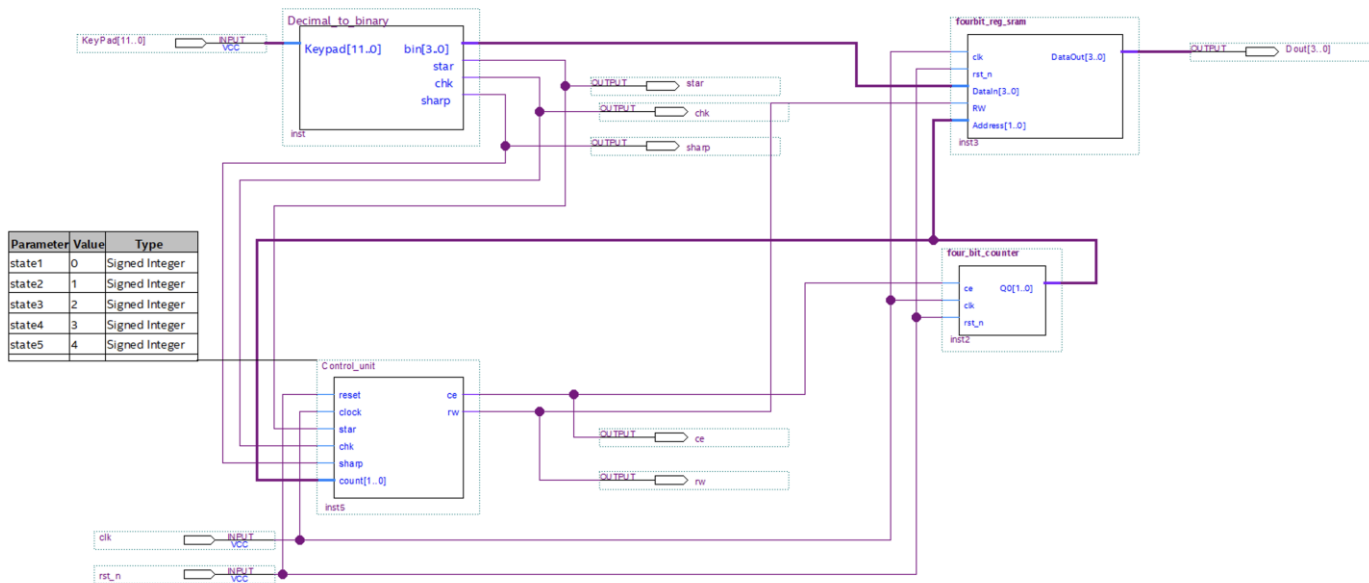 KeyPad[11..0]
INPUT
VCC
Decimal_to_binary
Keypad[11..0]
bin[3..0]
star
chk
sharp
inst
OUTPUT
star
OUTPUT
chk
OUTPUT
sharp
fourbit_reg_sram
clk
DataOut[3..0]
rst_n
DataIn[3..0]
RW
Address[1..0]
inst3
OUTPUT
Dout[3..0]
four_bit_counter
ce
Q0[1..0]
clk
rst_n
inst2
Parameter Value Type
state1 0 Signed Integer
state2 1 Signed Integer
state3 2 Signed Integer
state4 3 Signed Integer
state5 4 Signed Integer
Control_unit
reset
ce
clock
rw
star
chk
sharp
count[1..0]
inst5
OUTPUT
ce
OUTPUT
rw
clk
INPUT
VCC
rst_n
INPUT
VCC